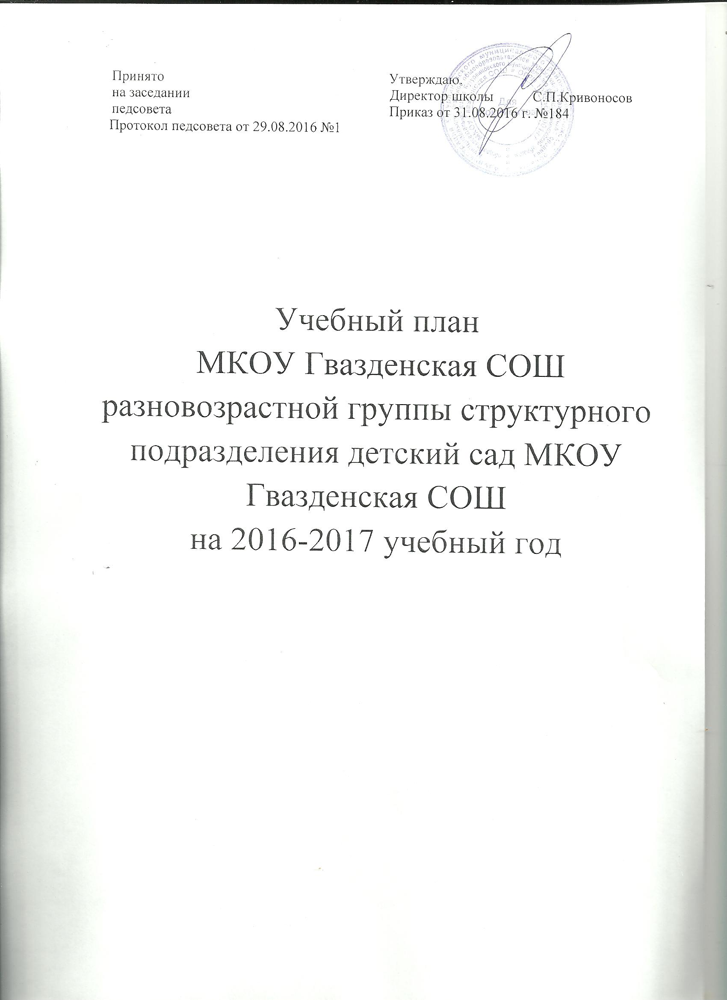 Принято
на заседании
педсовета
Протокол педсовета от 29.08.2016 №1
Утверждаю.
Директор школы С.П.Кривоносов
Приказ от 31.08.2016 г. №184
Для
Учебный план
МКОУ Гвазденская СОШ
разновозрастной группы структурного
подразделения детский сад МКОУ
Гвазденская СОШ
на 2016-2017 учебный год